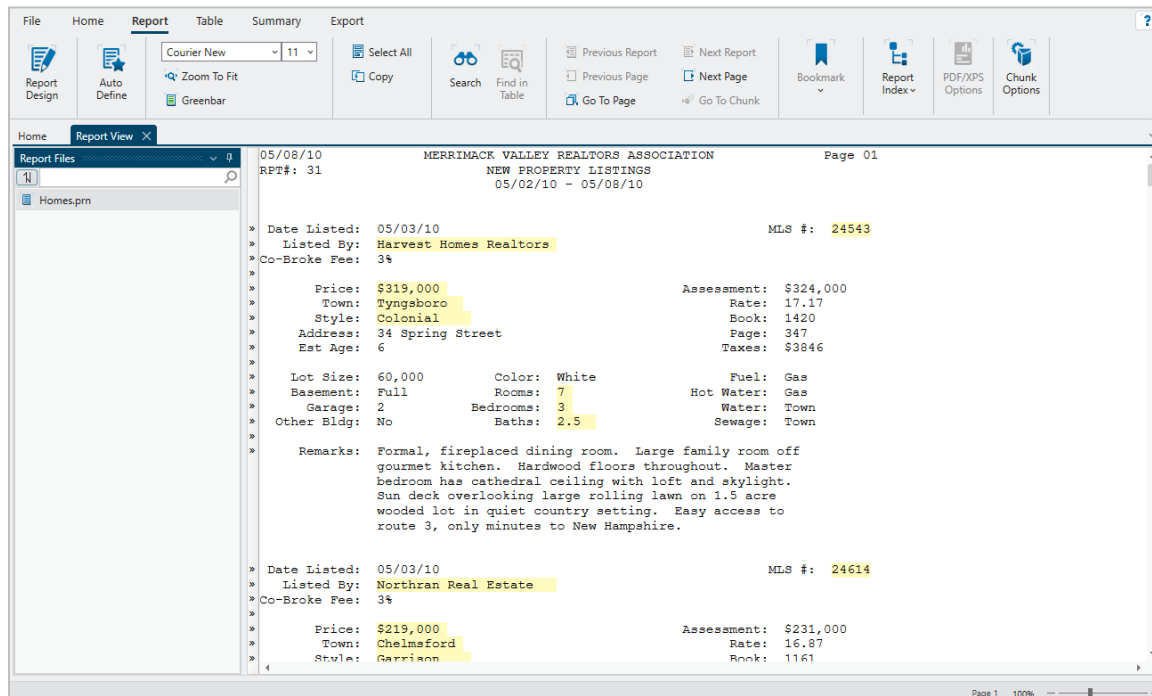 File Home Report Table Summary Export ?
Report Design
Auto Define
Courier New 11
Zoom To Fit
Greenbar
Select All
Copy
Search
Find in Table
Previous Report Next Report
Previous Page Next Page
Go To Page Go To Chunk
Bookmark
Report Index
PDF/XPS Options
Chunk Options
Home Report View
Report Files
Homes.prn
05/08/10 MERRIMACK VALLEY REALTORS ASSOCIATION Page 01
RPT#: 31 NEW PROPERTY LISTINGS
05/02/10 - 05/08/10
» Date Listed: 05/03/10 MLS #: 24543
» Listed By: Harvest Homes Realtors
» Co-Broke Fee: 3%
»
» Price: $319,000 Assessment: $324,000
» Town: Tyngsboro Rate: 17.17
» Style: Colonial Book: 1420
» Address: 34 Spring Street Page: 347
» Est Age: 6 Taxes: $3846
»
» Lot Size: 60,000 Color: White Fuel: Gas
» Basement: Full Rooms: 7 Hot Water: Gas
» Garage: 2 Bedrooms: 3 Water: Town
» Other Bldg: No Baths: 2.5 Sewage: Town
»
» Remarks: Formal, fireplaced dining room. Large family room off
gourmet kitchen. Hardwood floors throughout. Master
bedroom has cathedral ceiling with loft and skylight.
Sun deck overlooking large rolling lawn on 1.5 acre
wooded lot in quiet country setting. Easy access to
route 3, only minutes to New Hampshire.
» Date Listed: 05/03/10 MLS #: 24614
» Listed By: Northran Real Estate
» Co-Broke Fee: 3%
»
» Price: $219,000 Assessment: $231,000
» Town: Chelmsford Rate: 16.87
» Style: Garrison Book: 1161
Page 1 100%